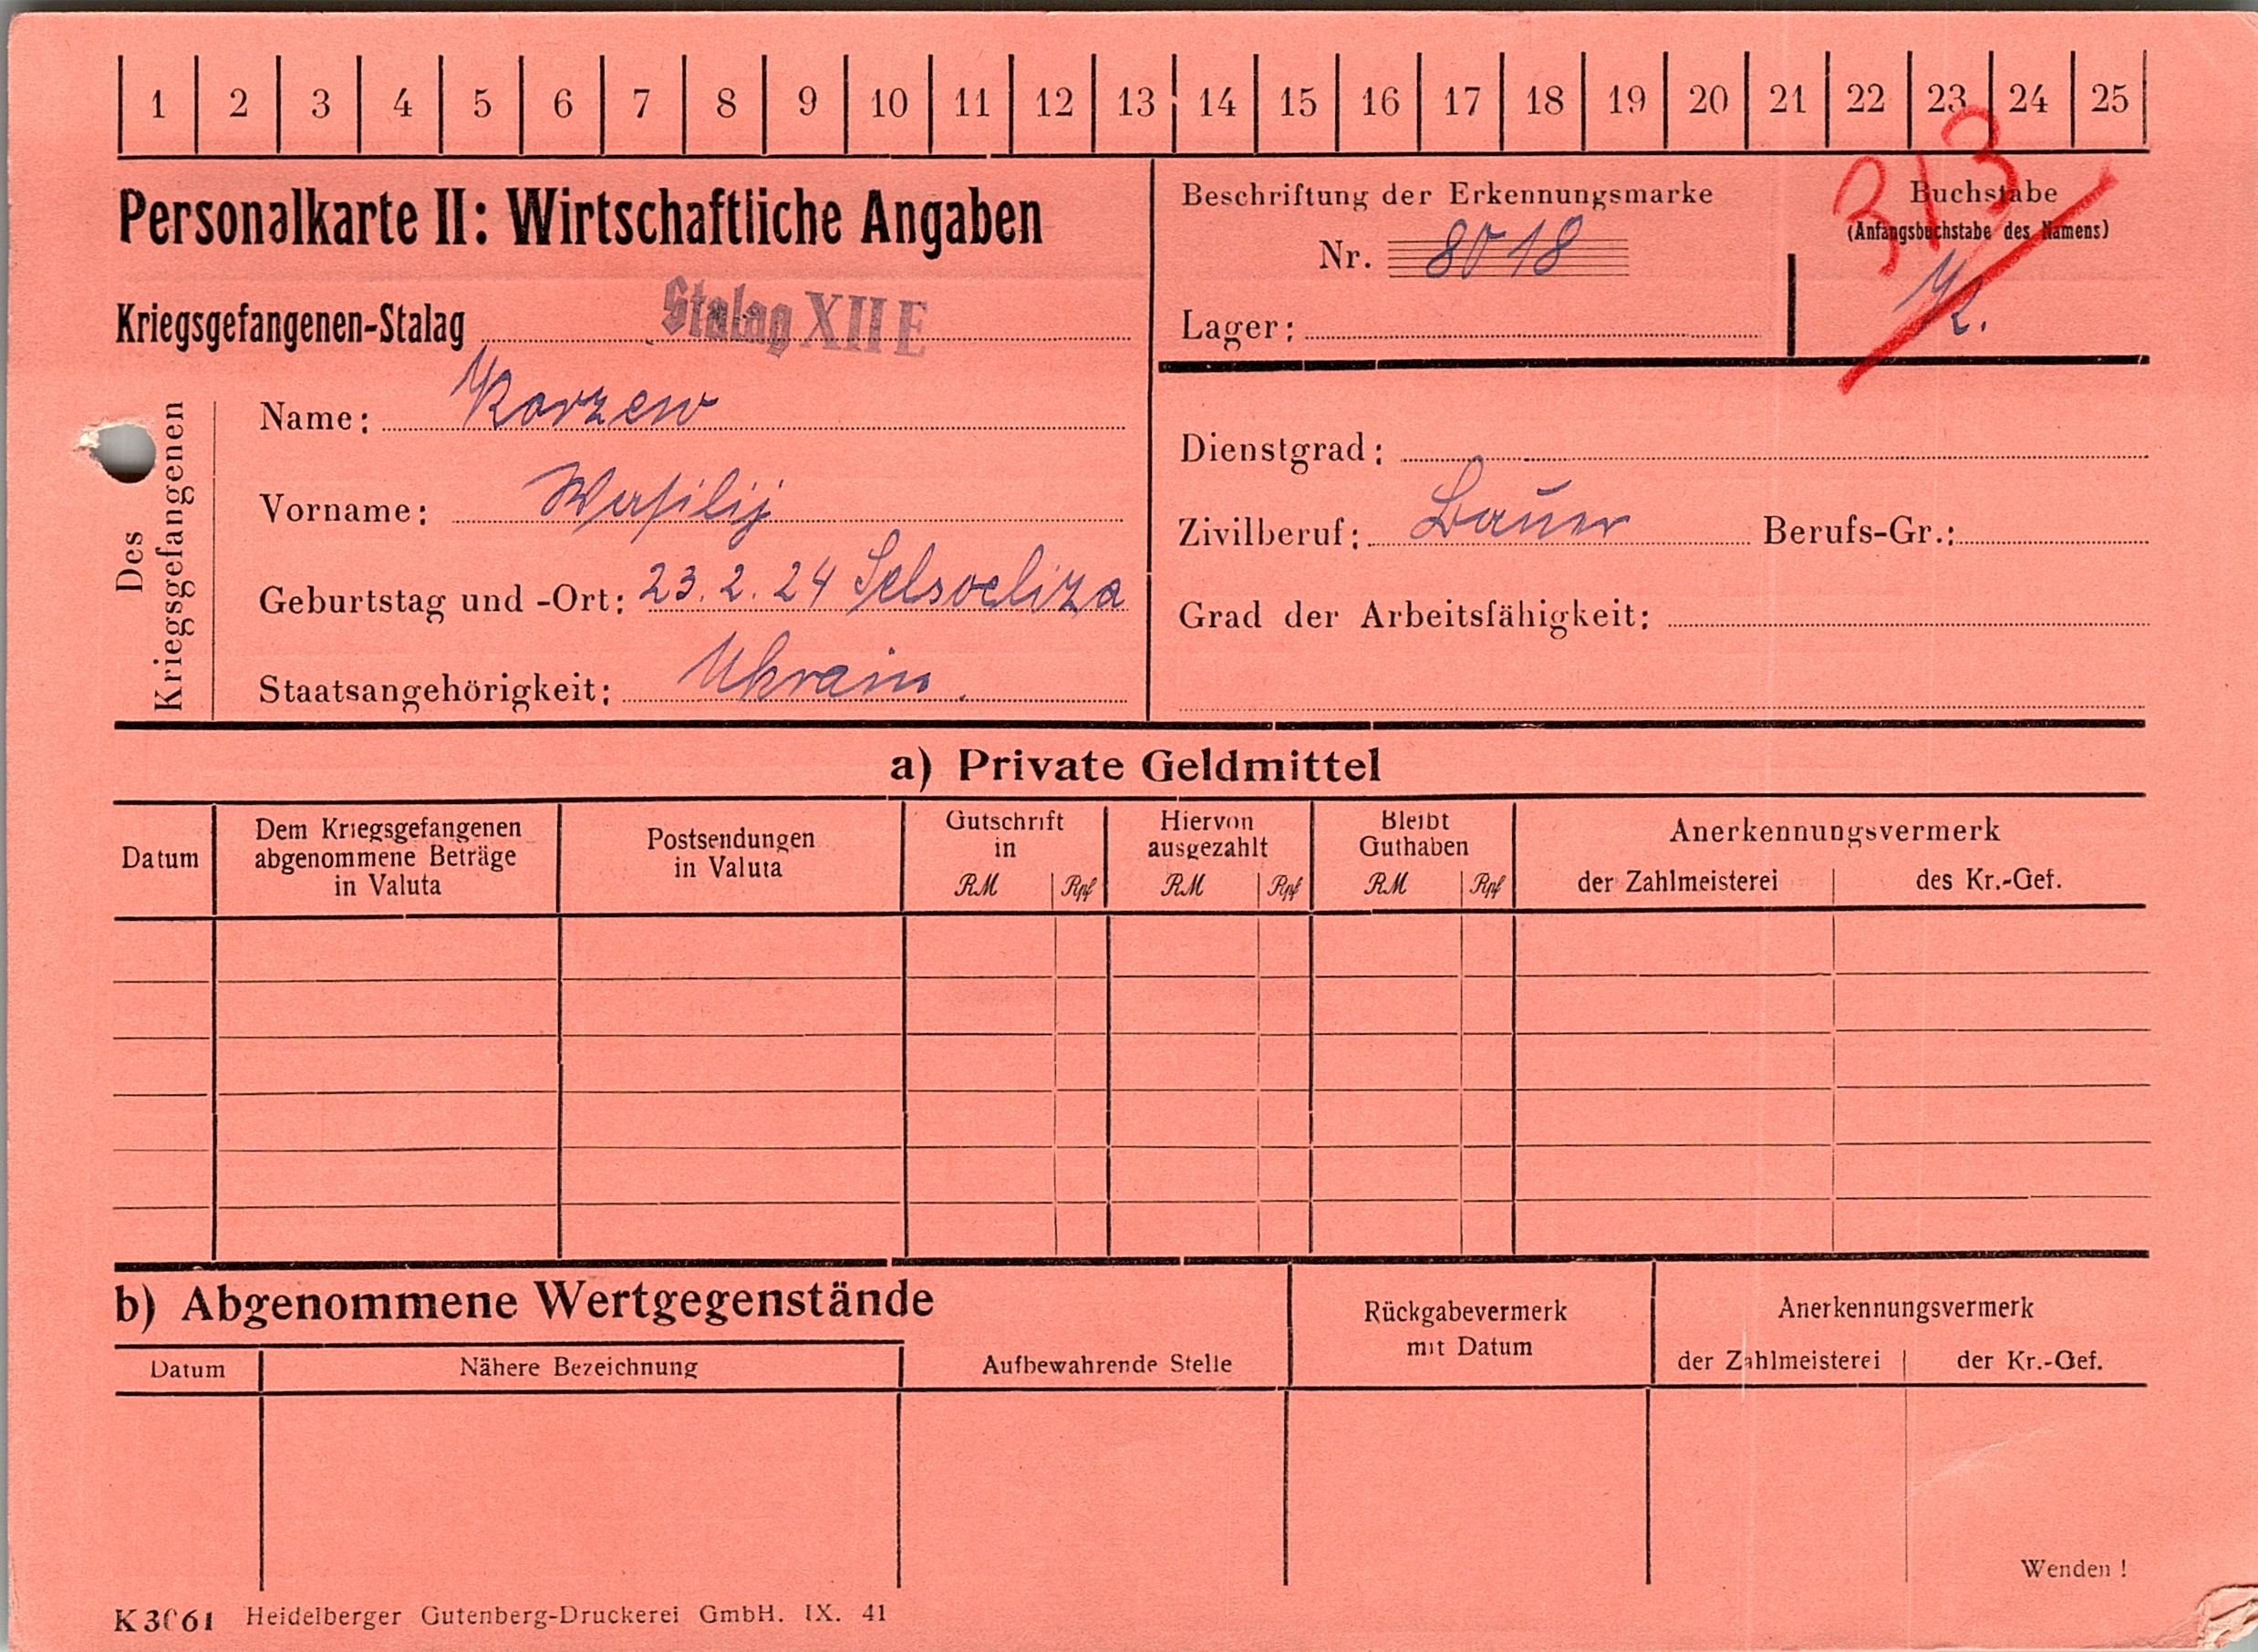 1 2 3 4 5 6 7 8 9 10 11 12 13 14 15 16 17 18 19 20 21 22 23 24 25
313
Personalkarte II: Wirtschaftliche Angaben
Kriegsgefangenen-Stalag Stalag XII E
Beschriftung der Erkennungsmarke
Nr. 8018
Lager:
Buchstabe
(Anfangsbuchstabe des Namens)
K.
Des Kriegsgefangenen
Name: Korzew
Vorname: Wasilij
Geburtstag und -Ort: 23. 2. 24 Selsoeliza
Staatsangehörigkeit: Ukrain.
Dienstgrad:
Zivilberuf: Bauer Berufs-Gr.:
Grad der Arbeitsfähigkeit:
a) Private Geldmittel
Datum
Dem Kriegsgefangenen
abgenommene Beträge
in Valuta
Postsendungen
in Valuta
Gutschrift
in
RM Rpf
Hiervon
ausgezahlt
RM Rpf
Bleibt
Guthaben
RM Rpf
Anerkennungsvermerk
der Zahlmeisterei des Kr.-Gef.
b) Abgenommene Wertgegenstände
Datum Nähere Bezeichnung Aufbewahrende Stelle
Rückgabevermerk
mit Datum
Anerkennungsvermerk
der Zahlmeisterei der Kr.-Gef.
Wenden !
K 3061 Heidelberger Gutenberg-Druckerei GmbH. IX. 41